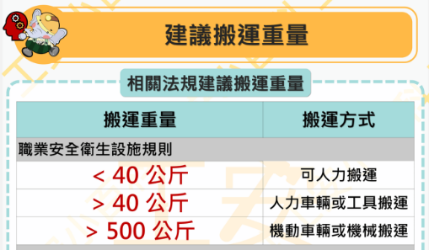 建議搬運重量
相關法規建議搬運重量
搬運重量 搬運方式
職業安全衛生設施規則
< 40 公斤 可人力搬運
> 40 公斤 人力車輛或工具搬運
> 500 公斤 機動車輛或機械搬運